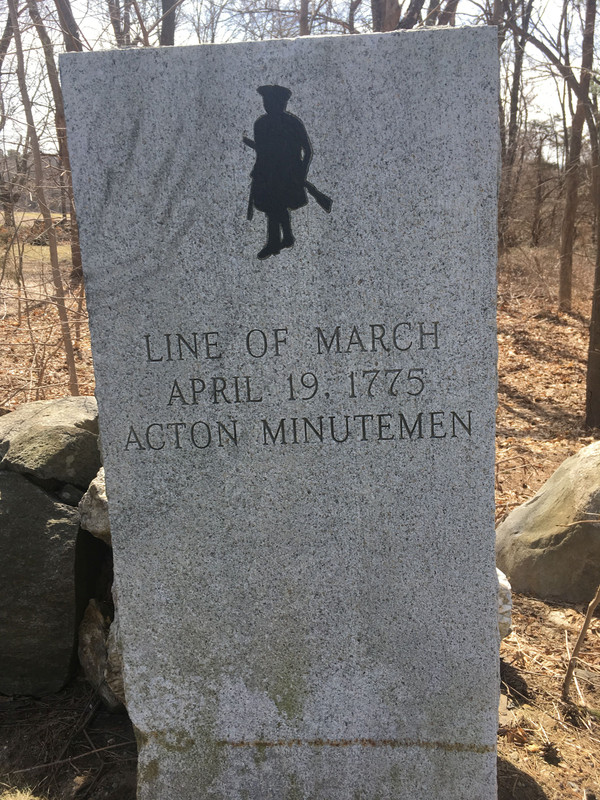 LINE OF MARCH
APRIL 19, 1775
ACTON MINUTEMEN